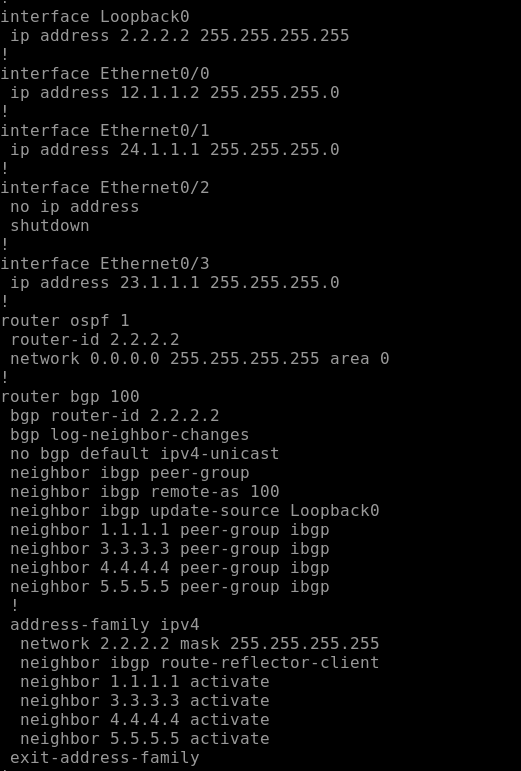 !
interface Loopback0
 ip address 2.2.2.2 255.255.255.255
!
interface Ethernet0/0
 ip address 12.1.1.2 255.255.255.0
!
interface Ethernet0/1
 ip address 24.1.1.1 255.255.255.0
!
interface Ethernet0/2
 no ip address
 shutdown
!
interface Ethernet0/3
 ip address 23.1.1.1 255.255.255.0
!
router ospf 1
 router-id 2.2.2.2
 network 0.0.0.0 255.255.255.255 area 0
!
router bgp 100
 bgp router-id 2.2.2.2
 bgp log-neighbor-changes
 no bgp default ipv4-unicast
 neighbor ibgp peer-group
 neighbor ibgp remote-as 100
 neighbor ibgp update-source Loopback0
 neighbor 1.1.1.1 peer-group ibgp
 neighbor 3.3.3.3 peer-group ibgp
 neighbor 4.4.4.4 peer-group ibgp
 neighbor 5.5.5.5 peer-group ibgp
 !
 address-family ipv4
  network 2.2.2.2 mask 255.255.255.255
  neighbor ibgp route-reflector-client
  neighbor 1.1.1.1 activate
  neighbor 3.3.3.3 activate
  neighbor 4.4.4.4 activate
  neighbor 5.5.5.5 activate
 exit-address-family
!